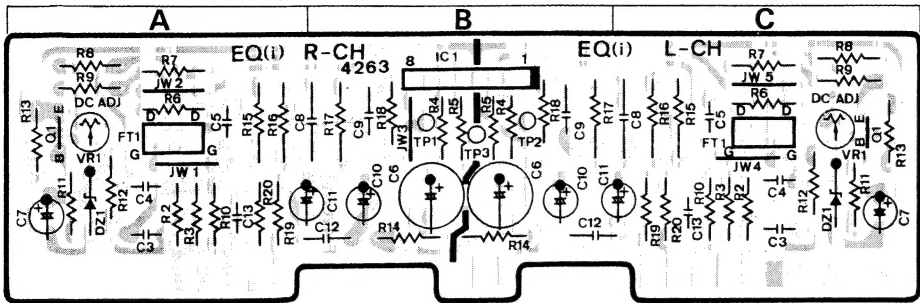 A B C
R8
R7
EQ(i) R-CH
4263
IC1
8 1
EQ(i) L-CH
R7
R8
R9
JW2
JW5
R9
R13
DC ADJ
R6
R6
DC ADJ
E
D D
C5
R15
R16
C8
R17
C9
R18
R4
R5
R5
R4
R18
C9
R17
C8
R16
R15
C5
D D
E
Q1
FT1
JW3
TP1
TP3
TP2
FT1
Q1
R13
B
VR1
G G
G G
VR1
B
JW1
JW4
R11
R12
C4
R20
C11
C10
C6
C6
C10
C11
R10
R3
R2
C4
R12
R11
C7
DZ1
C3
R2
R3
R10
C13
R19
C12
R14
R14
C12
R19
R20
C13
C3
DZ1
C7